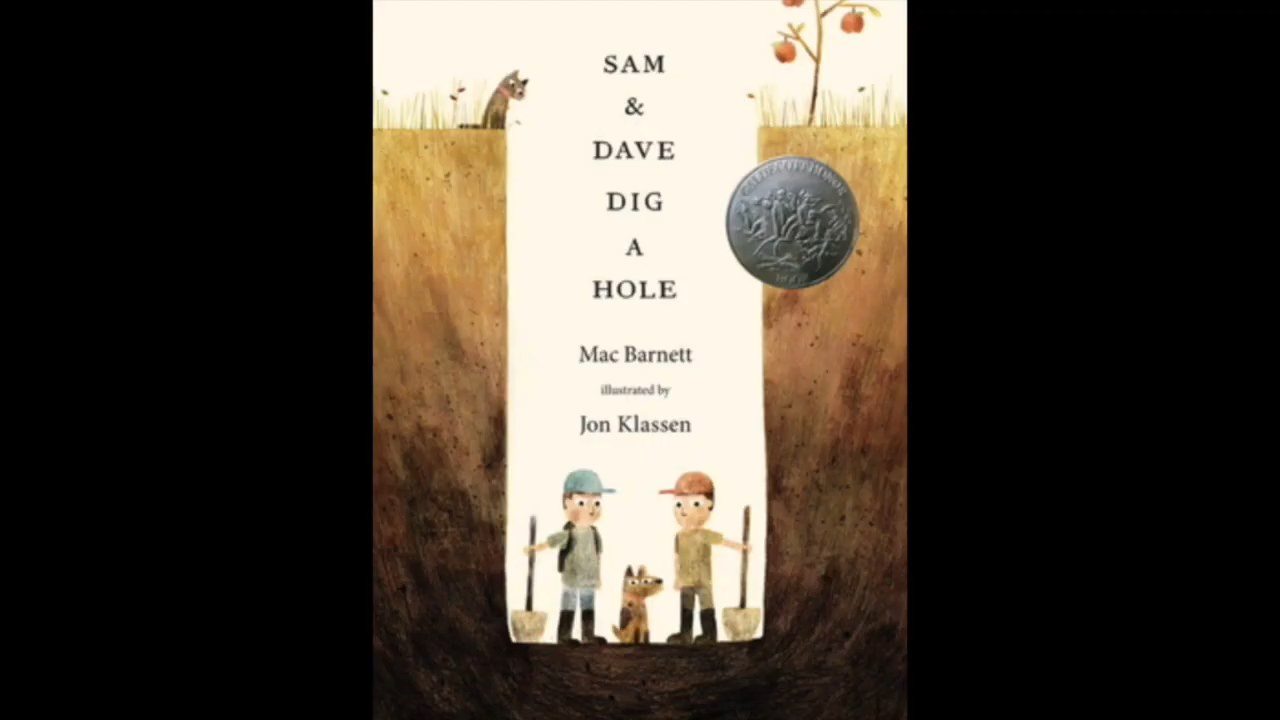 SAM
&
DAVE
DIG
A
HOLE
Mac Barnett
illustrated by
Jon Klassen